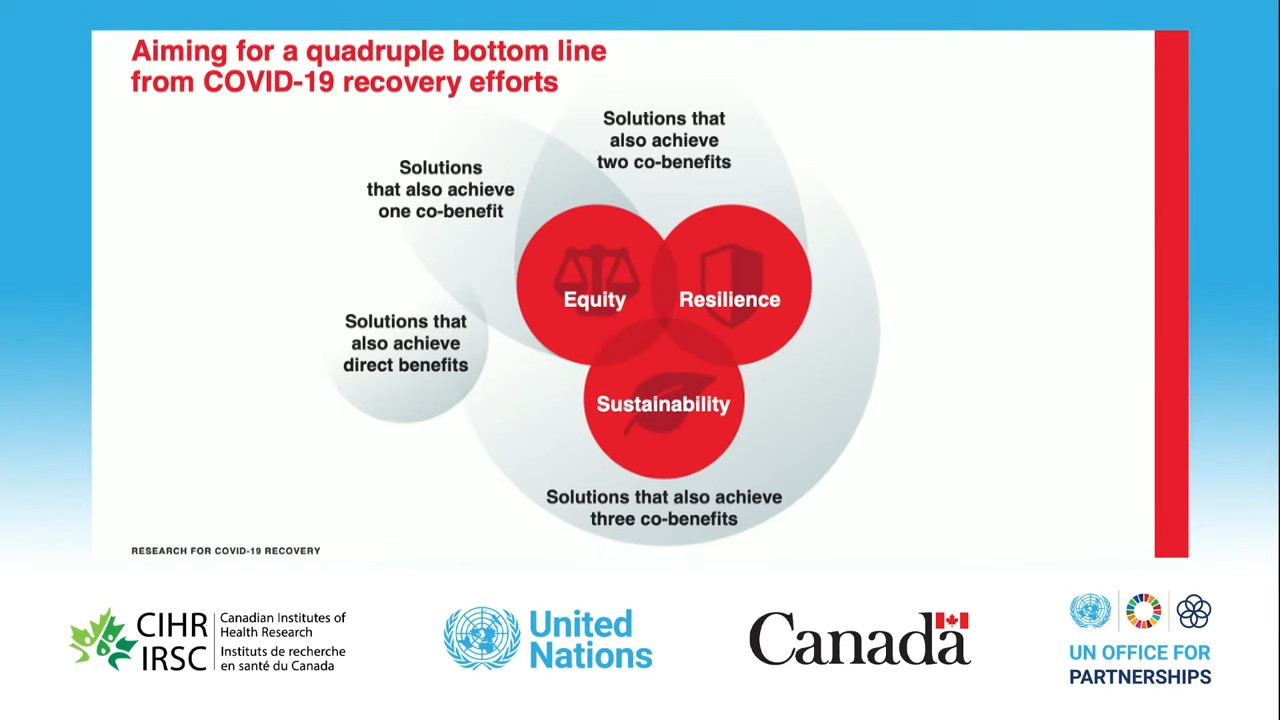 Aiming for a quadruple bottom line
from COVID-19 recovery efforts
Solutions that
also achieve
two co-benefits
Solutions
that also achieve
one co-benefit
Solutions that
also achieve
direct benefits
Equity
Resilience
Sustainability
Solutions that also achieve
three co-benefits
RESEARCH FOR COVID-19 RECOVERY
CIHR
IRSC
Canadian Institutes of
Health Research
Instituts de recherche
en santé du Canada
United
Nations
Canada
UN OFFICE FOR
PARTNERSHIPS